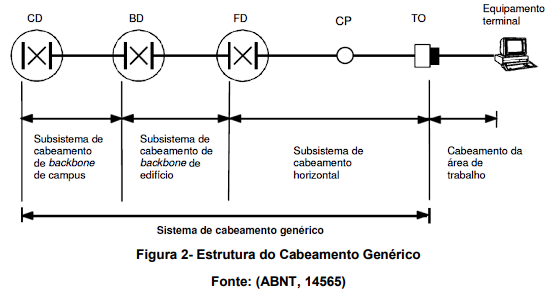 CD
BD
FD
CP
TO
Equipamento
terminal
Subsistema de
cabeamento
de backbone
de campus
Subsistema de
cabeamento de
backbone de
edifício
Subsistema de
cabeamento
horizontal
Cabeamento da
área de
trabalho
Sistema de cabeamento genérico
Figura 2- Estrutura do Cabeamento Genérico
Fonte: (ABNT, 14565)